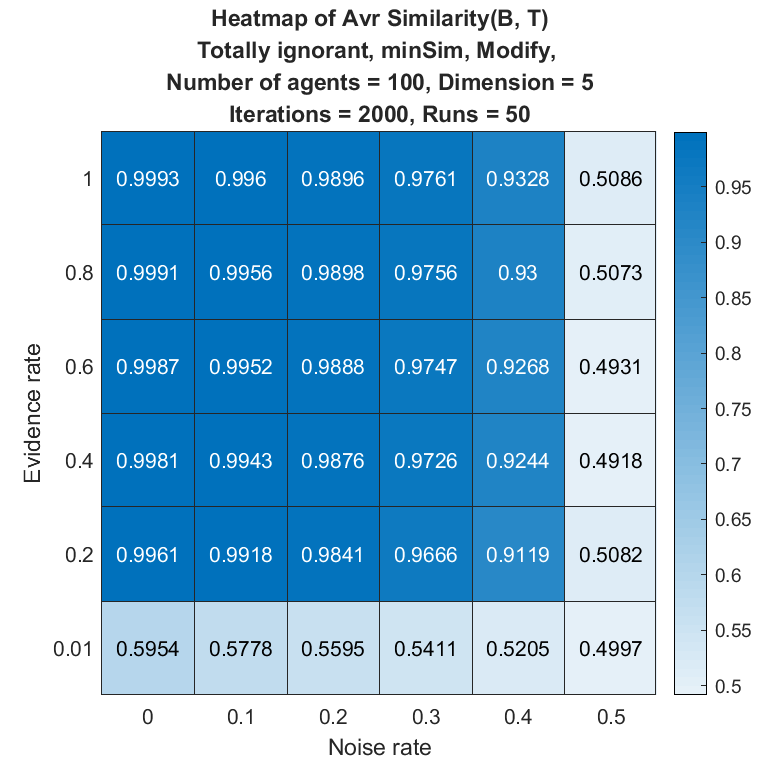 Heatmap of Avr Similarity(B, T)
Totally ignorant, minSim, Modify,
Number of agents = 100, Dimension = 5
Iterations = 2000, Runs = 50
1 0.9993 0.996 0.9896 0.9761 0.9328 0.5086
0.8 0.9991 0.9956 0.9898 0.9756 0.93 0.5073
0.6 0.9987 0.9952 0.9888 0.9747 0.9268 0.4931
0.4 0.9981 0.9943 0.9876 0.9726 0.9244 0.4918
0.2 0.9961 0.9918 0.9841 0.9666 0.9119 0.5082
0.01 0.5954 0.5778 0.5595 0.5411 0.5205 0.4997
0 0.1 0.2 0.3 0.4 0.5
Noise rate
Evidence rate
0.95
0.9
0.85
0.8
0.75
0.7
0.65
0.6
0.55
0.5